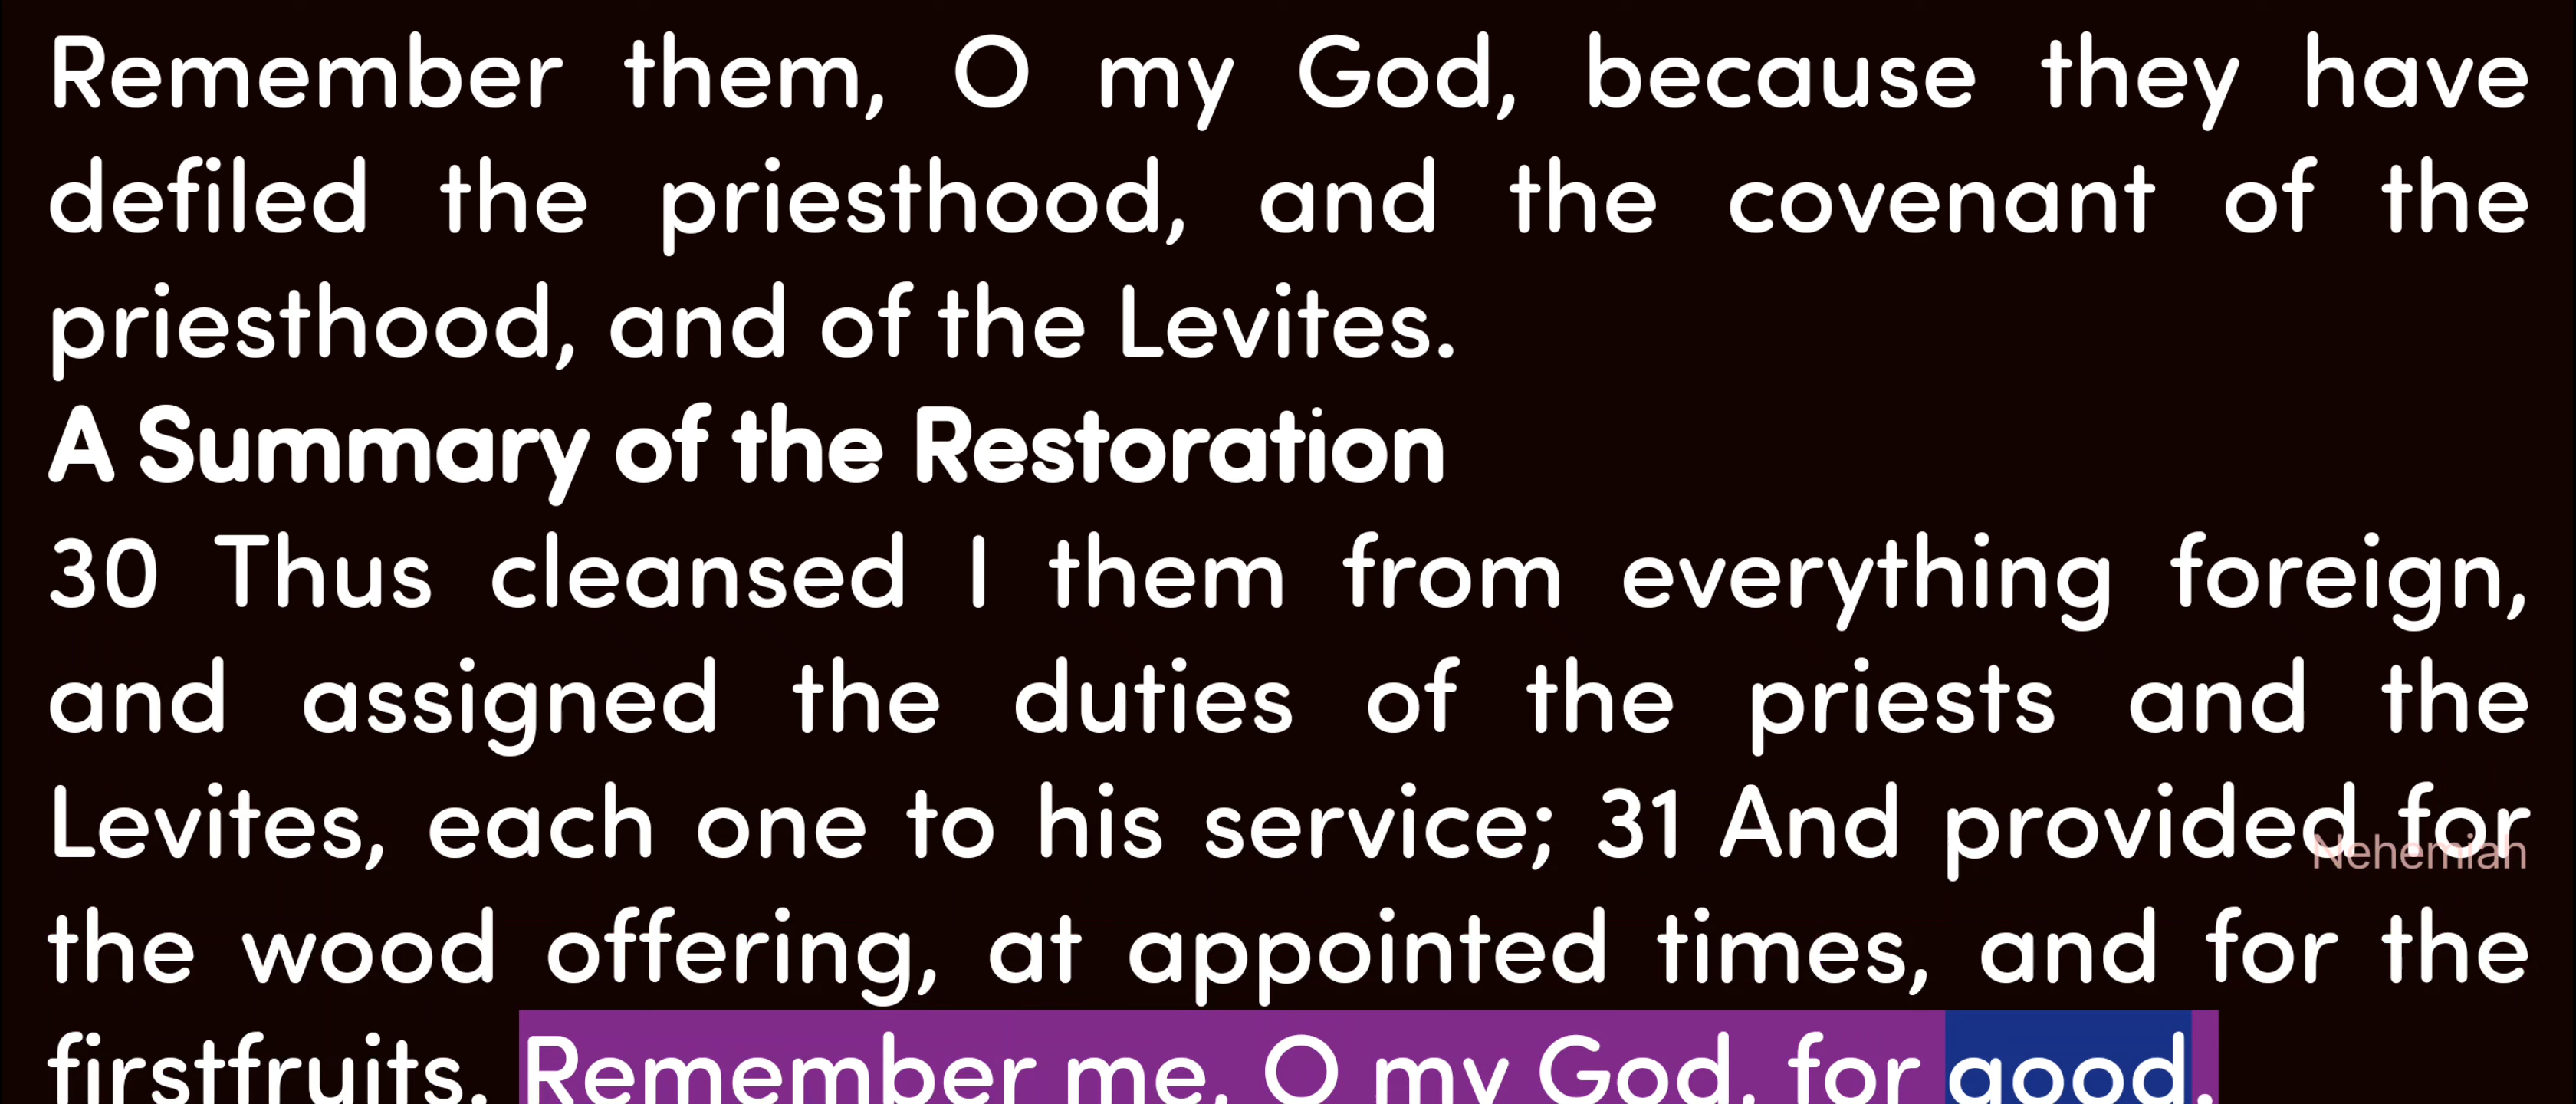 Remember them, O my God, because they have
defiled the priesthood, and the covenant of the
priesthood, and of the Levites.
A Summary of the Restoration
30 Thus cleansed I them from everything foreign,
and assigned the duties of the priests and the
Levites, each one to his service; 31 And provided for
Nehemiah
the wood offering, at appointed times, and for the
firstfruits. Remember me, O my God, for good.